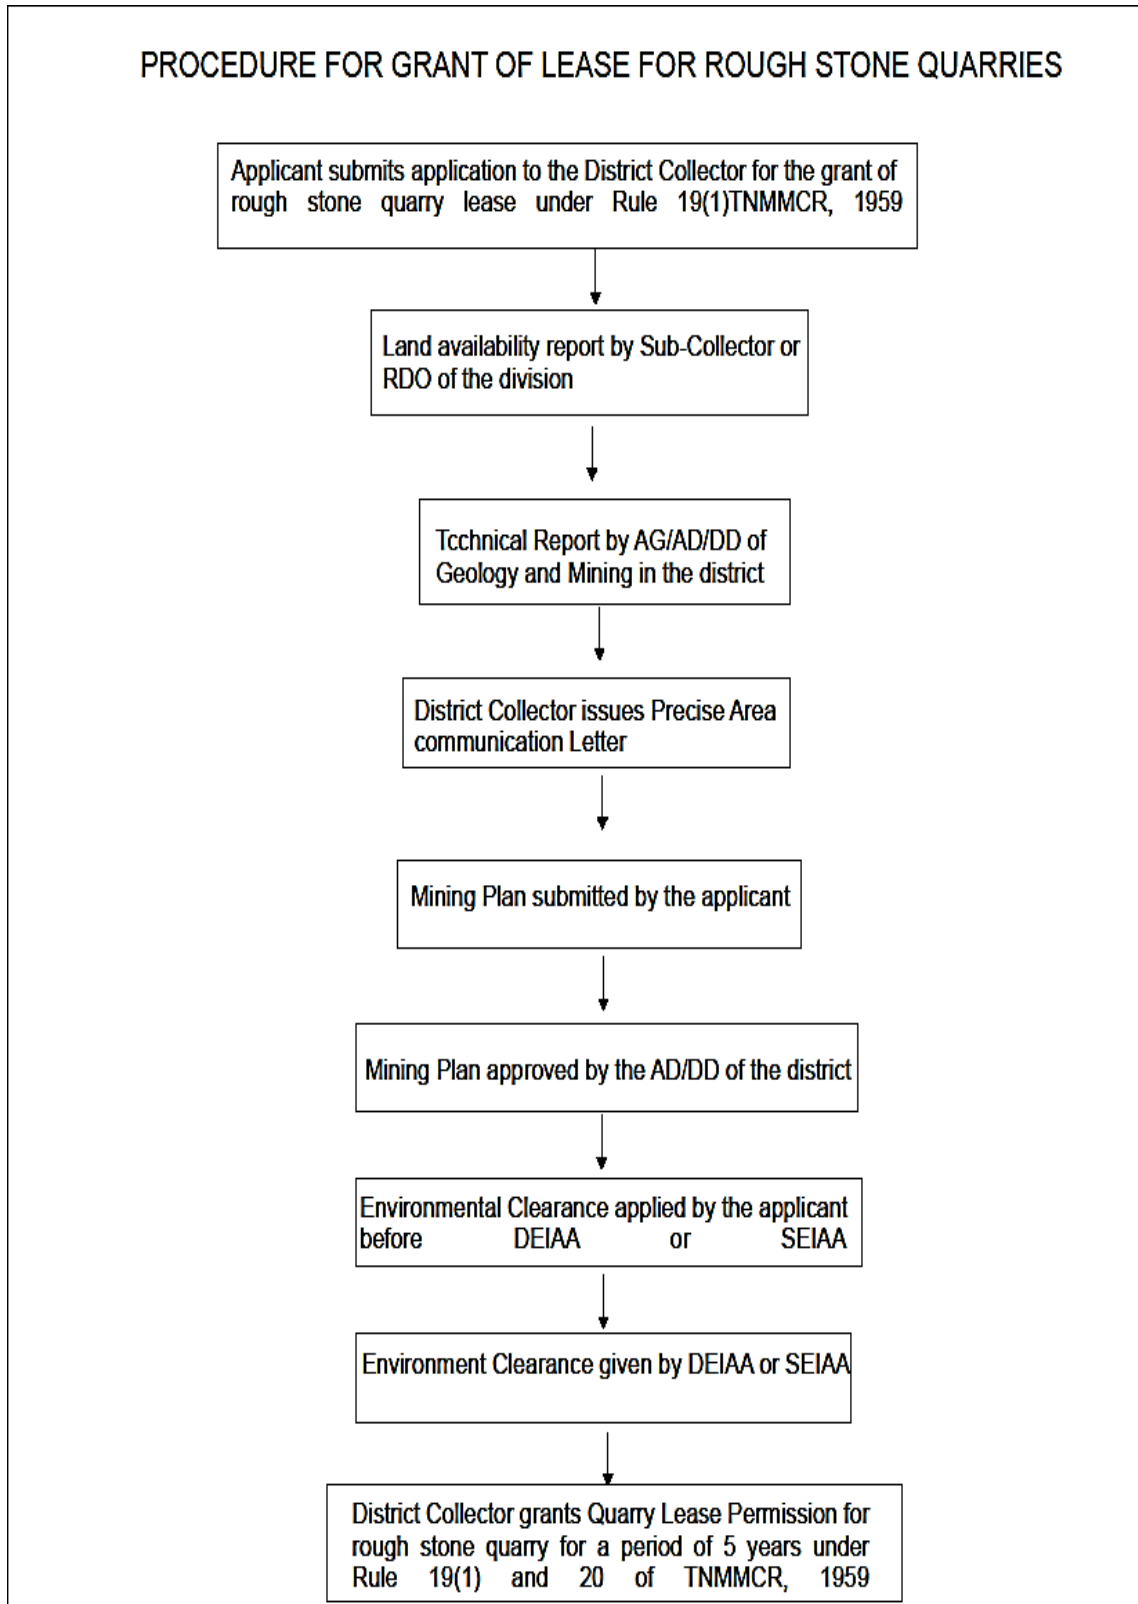 PROCEDURE FOR GRANT OF LEASE FOR ROUGH STONE QUARRIES
Applicant submits application to the District Collector for the grant of
rough stone quarry lease under Rule 19(1)TNMMCR, 1959
Land availability report by Sub-Collector or
RDO of the division
Tcchnical Report by AG/AD/DD of
Geology and Mining in the district
District Collector issues Precise Area
communication Letter
Mining Plan submitted by the applicant
Mining Plan approved by the AD/DD of the district
Environmental Clearance applied by the applicant
before DEIAA or SEIAA
Environment Clearance given by DEIAA or SEIAA
District Collector grants Quarry Lease Permission for
rough stone quarry for a period of 5 years under
Rule 19(1) and 20 of TNMMCR, 1959